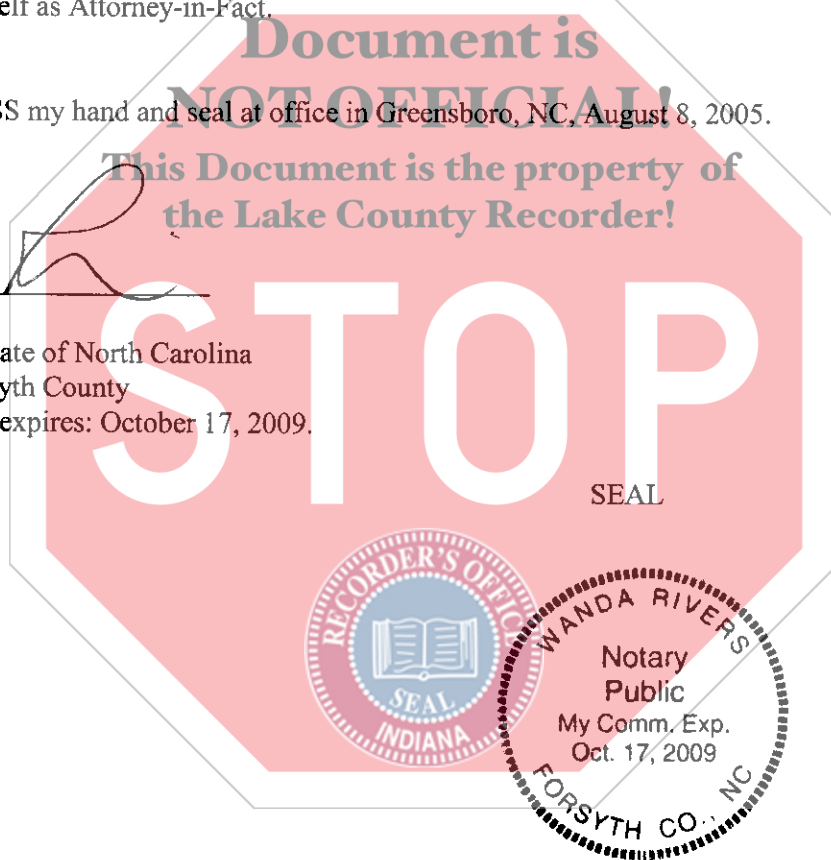 elf as Attorney-in-Fact.
Document is
NOT OFFICIAL!
SS my hand and seal at office in Greensboro, NC, August 8, 2005.
This Document is the property of
the Lake County Recorder!
STOP
ate of North Carolina
yth County
expires: October 17, 2009.
SEAL
RECORDER'S OFFICE
SEAL
INDIANA
WANDA RIVERS
Notary
Public
My Comm. Exp.
Oct. 17, 2009
FORSYTH CO., NC